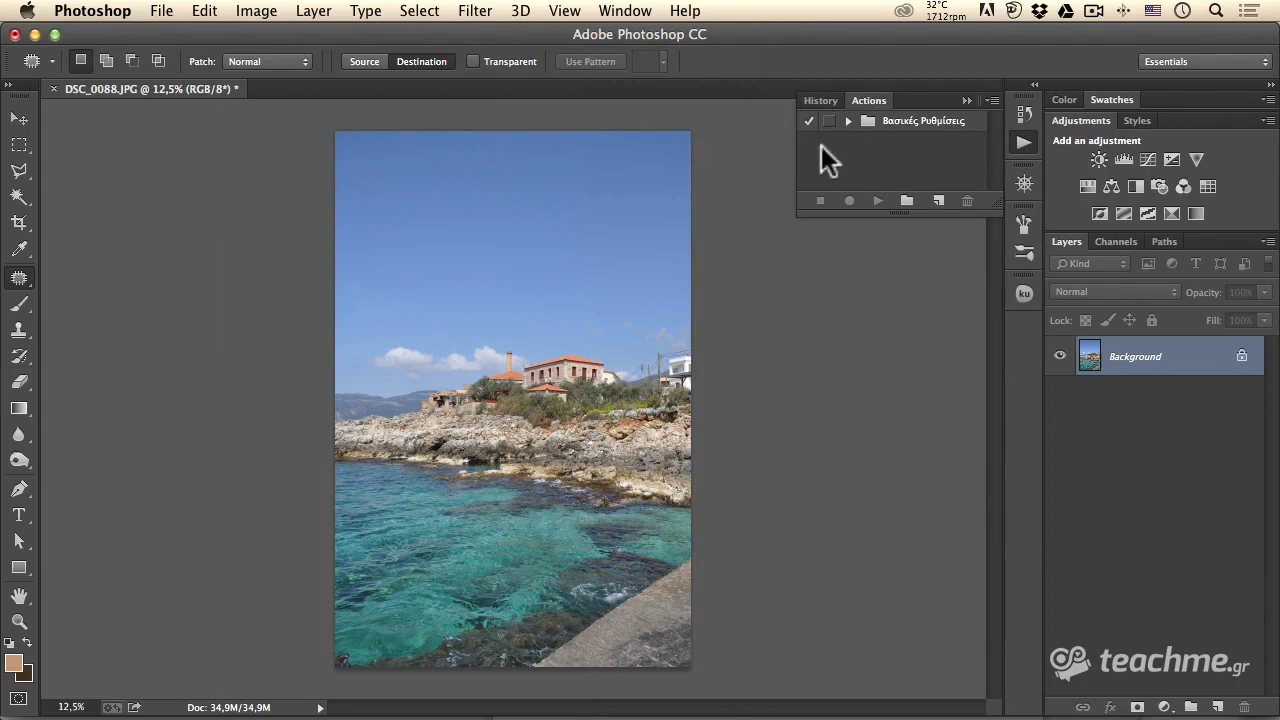 Photoshop File Edit Image Layer Type Select Filter 3D View Window Help 32°C 1712rpm
Adobe Photoshop CC
Patch: Normal Source Destination Transparent Use Pattern Essentials
DSC_0088.JPG @ 12,5% (RGB/8*) *
History Actions
Βασικές Ρυθμίσεις
Color Swatches
Adjustments Styles
Add an adjustment
Layers Channels Paths
Kind
Normal Opacity: 100%
Lock: Fill: 100%
Background
ku
teachme.gr
12,5% Doc: 34,9M/34,9M